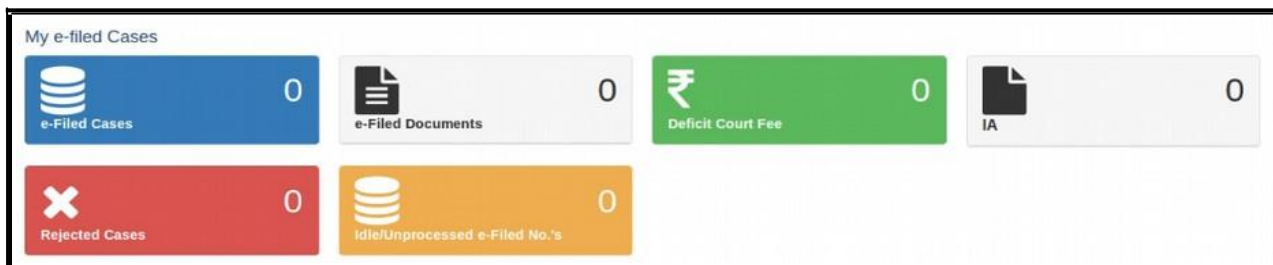 My e-filed Cases
0
e-Filed Cases
0
e-Filed Documents
₹
0
Deficit Court Fee
0
IA
0
Rejected Cases
0
Idle/Unprocessed e-Filed No.'s